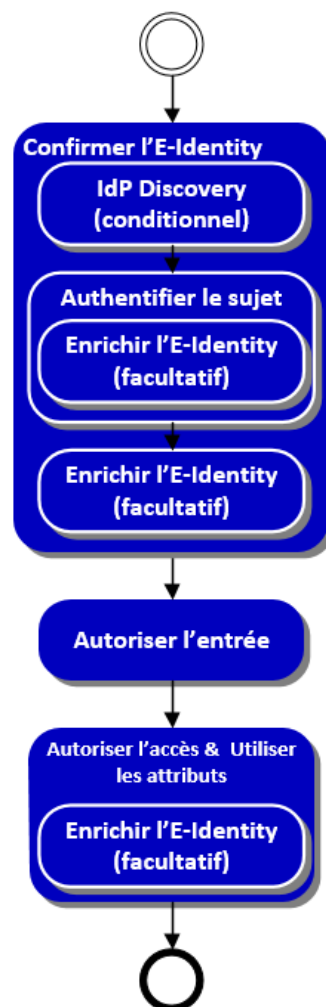 Confirmer l’E-Identity
IdP Discovery
(conditionnel)
Authentifier le sujet
Enrichir l’E-Identity
(facultatif)
Enrichir l’E-Identity
(facultatif)
Autoriser l’entrée
Autoriser l’accès & Utiliser
les attributs
Enrichir l’E-Identity
(facultatif)